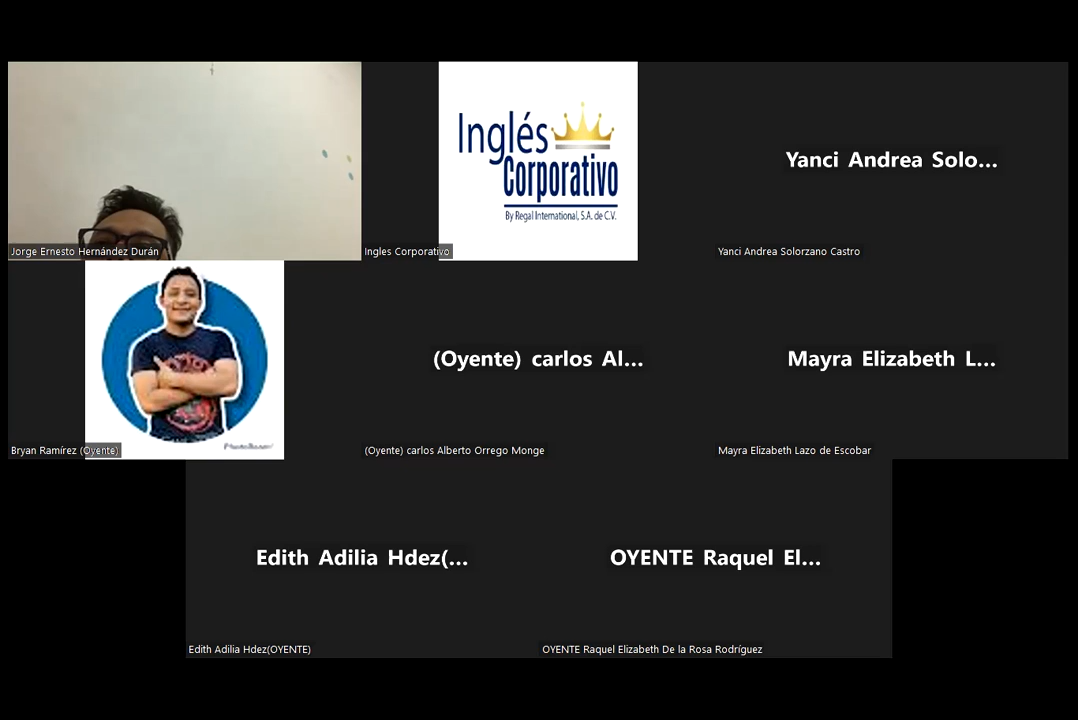 Jorge Ernesto Hernández Durán
Inglés
Corporativo
By Regal International, S.A. de C.V.
Ingles Corporativo
Yanci Andrea Solo...
Yanci Andrea Solorzano Castro
Bryan Ramírez (Oyente)
(Oyente) carlos Al...
(Oyente) carlos Alberto Orrego Monge
Mayra Elizabeth L...
Mayra Elizabeth Lazo de Escobar
Edith Adilia Hdez(...
Edith Adilia Hdez(OYENTE)
OYENTE Raquel El...
OYENTE Raquel Elizabeth De la Rosa Rodríguez